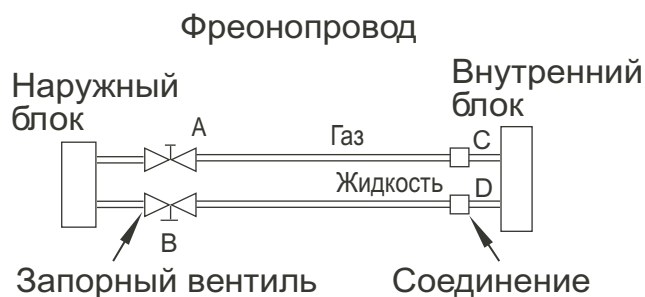 Фреонопровод
Наружный
блок
Внутренний
блок
A
Газ
C
Жидкость
D
B
Запорный вентиль
Соединение